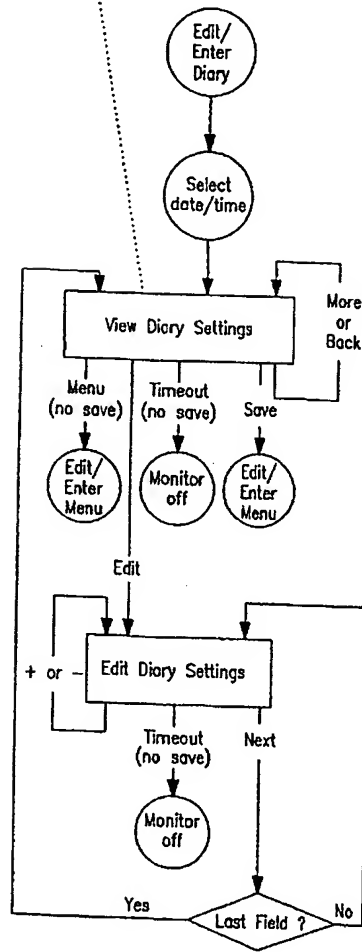 Edit/
Enter
Diary
Select
date/time
View Diary Settings
More
or
Back
Menu
(no save)
Timeout
(no save)
Save
Edit/
Enter
Menu
Monitor
off
Edit/
Enter
Menu
Edit
+ or -
Edit Diary Settings
Timeout
(no save)
Next
Monitor
off
Yes
Last Field ?
No